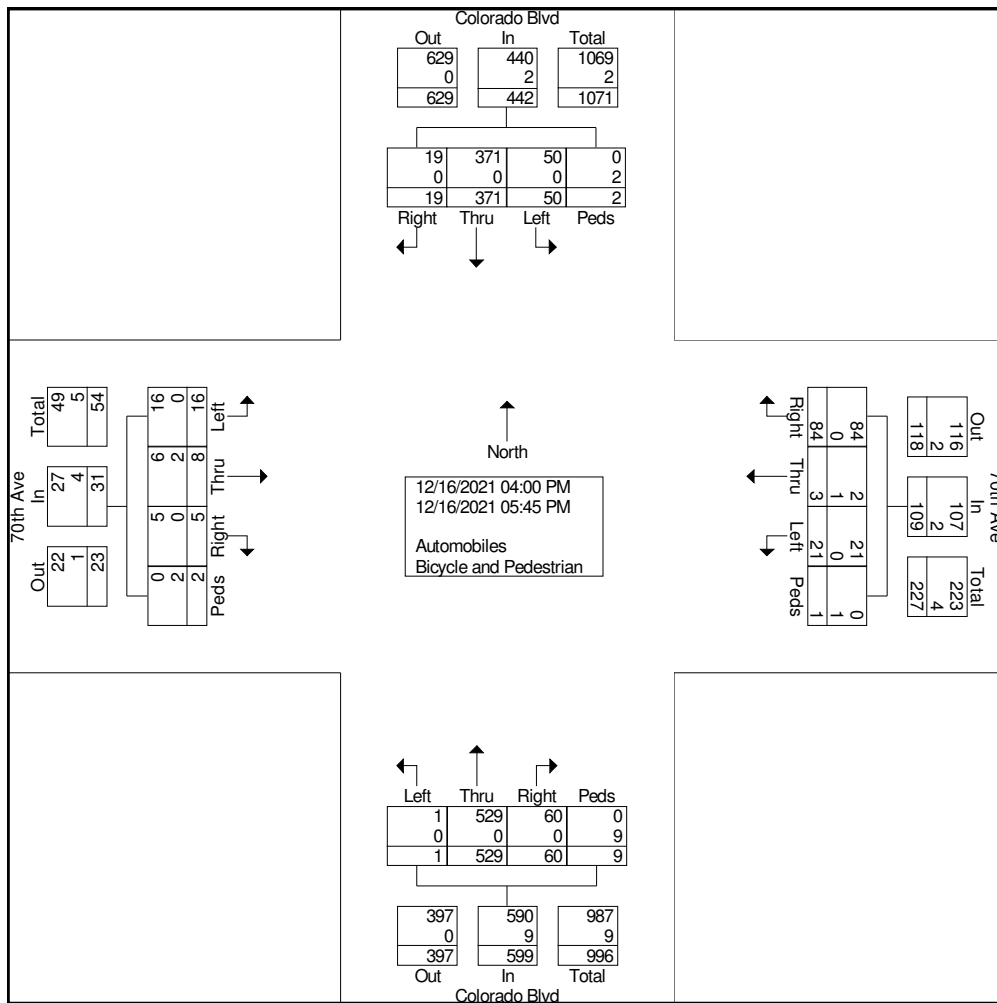 Colorado Blvd
Out In Total
629 440 1069
0 2 2
629 442 1071
19 371 50 0
0 0 0 2
19 371 50 2
Right Thru Left Peds
70th Ave
Total In Out
49 27 22
5 4 1
54 31 23
Left Thru Right Peds
16 6 5 0
0 2 0 2
16 8 5 2
North
12/16/2021 04:00 PM
12/16/2021 05:45 PM
Automobiles
Bicycle and Pedestrian
Right Thru Left Peds
84 2 21 0
0 1 0 1
84 3 21 1
70th Ave
Out In Total
116 107 223
2 2 4
118 109 227
Left Thru Right Peds
1 529 60 0
0 0 0 9
1 529 60 9
397 590 987
0 9 9
397 599 996
Out In Total
Colorado Blvd